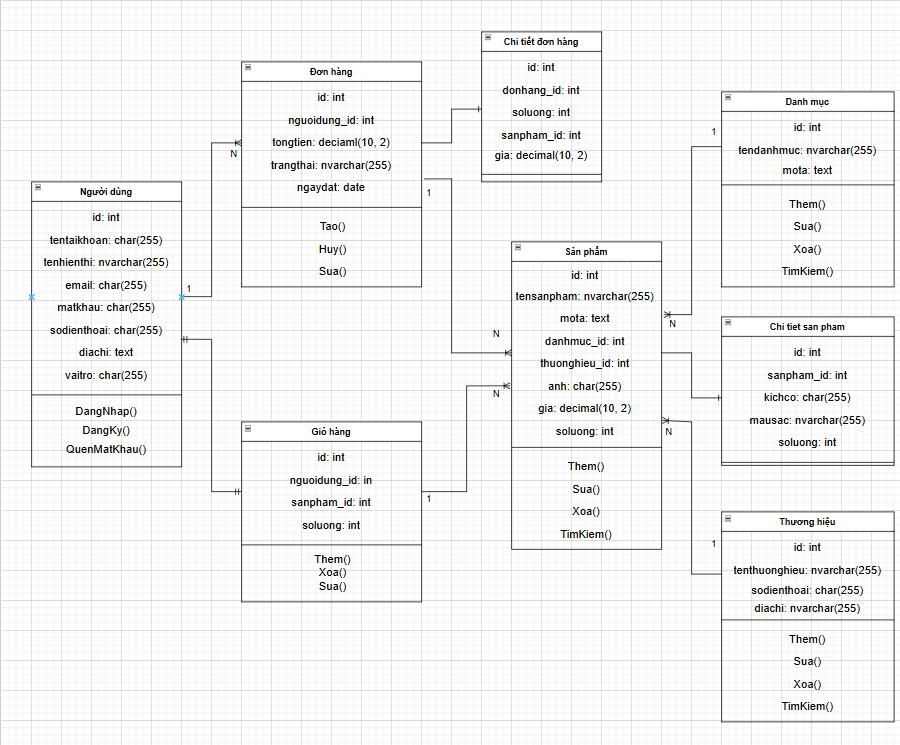 Chi tiết đơn hàng
id: int
donhang_id: int
soluong: int
sanpham_id: int
gia: decimal(10, 2)
Đơn hàng
id: int
nguoidung_id: int
tongtien: deciaml(10, 2)
trangthai: nvarchar(255)
ngaydat: date
Tao()
Huy()
Sua()
N
1
Người dùng
id: int
tentaikhoan: char(255)
tenhienthi: nvarchar(255)
email: char(255)
matkhau: char(255)
sodienthoai: char(255)
diachi: text
vaitro: char(255)
DangNhap()
DangKy()
QuenMatKhau()
1
Giỏ hàng
id: int
nguoidung_id: in
sanpham_id: int
soluong: int
Them()
Xoa()
Sua()
1
N
N
Sản phẩm
id: int
tensanpham: nvarchar(255)
mota: text
danhmuc_id: int
thuonghieu_id: int
anh: char(255)
gia: decimal(10, 2)
soluong: int
Them()
Sua()
Xoa()
TimKiem()
N
N
Danh mục
id: int
tendanhmuc: nvarchar(255)
mota: text
Them()
Sua()
Xoa()
TimKiem()
1
Chi tiet san pham
id: int
sanpham_id: int
kichco: char(255)
mausac: nvarchar(255)
soluong: int
1
Thương hiệu
id: int
tenthuonghieu: nvarchar(255)
sodienthoai: char(255)
diachi: nvarchar(255)
Them()
Sua()
Xoa()
TimKiem()